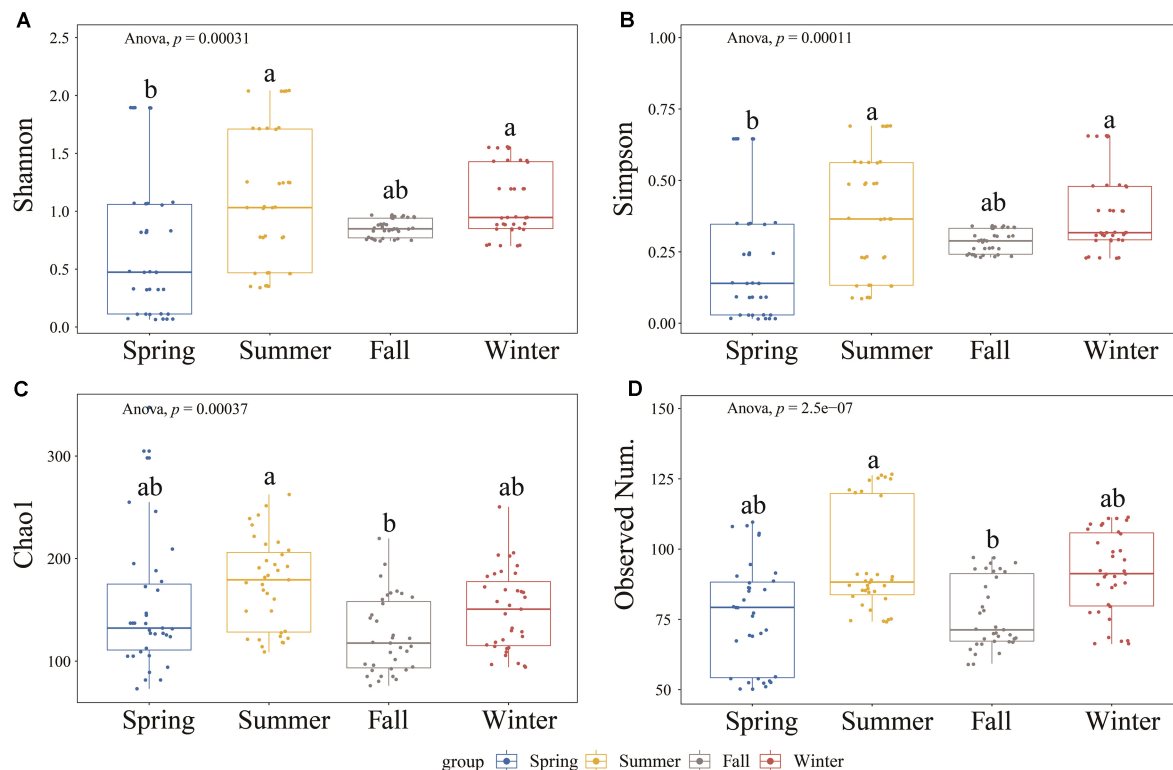 A
Anova, p = 0.00031
2.5
2.0
1.5
1.0
0.5
0.0
Shannon
b
a
ab
a
Spring Summer Fall Winter
B
Anova, p = 0.00011
1.00
0.75
0.50
0.25
0.00
Simpson
b
a
ab
a
Spring Summer Fall Winter
C
Anova, p = 0.00037
300
200
100
Chao1
ab
a
b
ab
Spring Summer Fall Winter
D
Anova, p = 2.5e−07
150
125
100
75
50
Observed Num.
ab
a
b
ab
Spring Summer Fall Winter
group Spring Summer Fall Winter